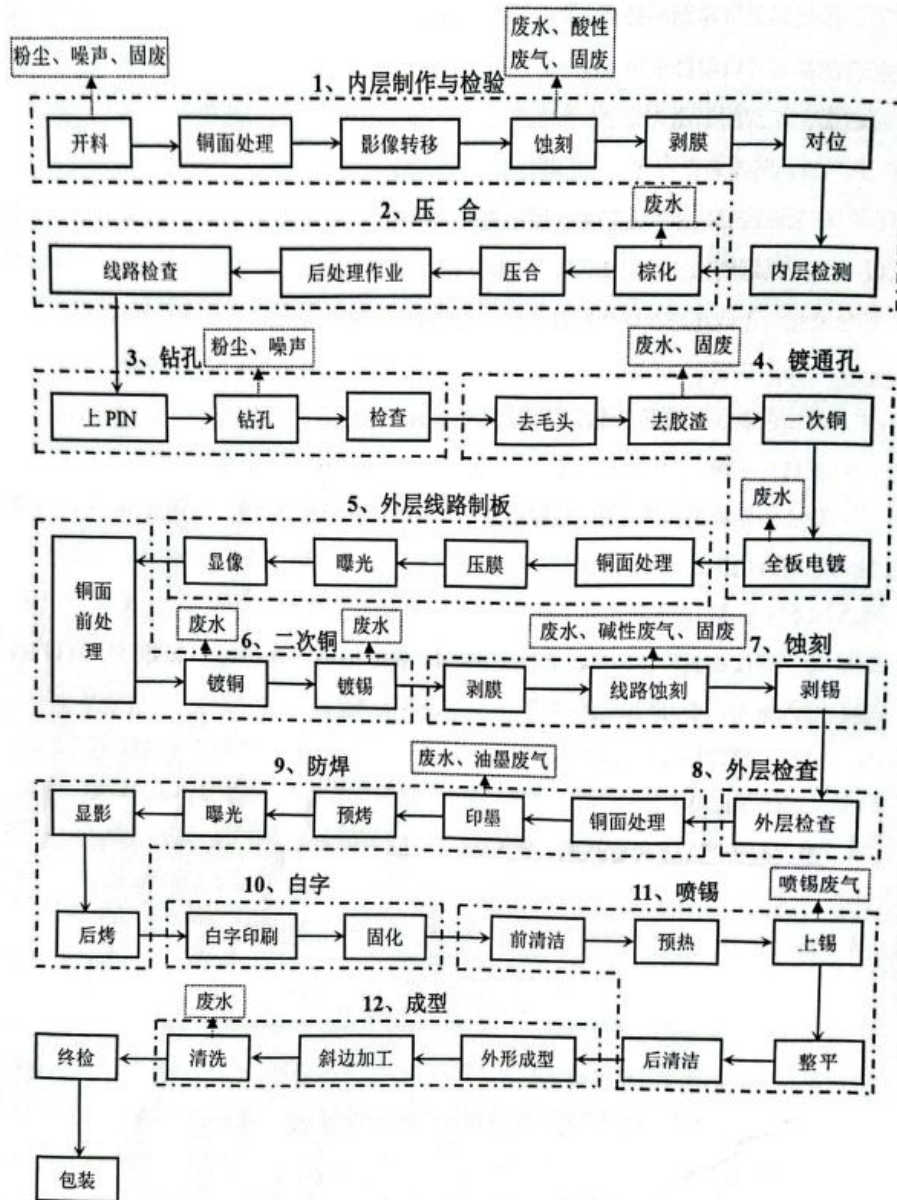 粉尘、噪声、固废
废水、酸性
废气、固废
1、内层制作与检验
开料
铜面处理
影像转移
蚀刻
剥膜
对位
2、压 合
废水
线路检查
后处理作业
压合
棕化
内层检测
3、钻孔
粉尘、噪声
废水、固废
4、镀通孔
上 PIN
钻孔
检查
去毛头
去胶渣
一次铜
废水
5、外层线路制板
铜面
前处
理
显像
曝光
压膜
铜面处理
全板电镀
废水
6、二次铜
废水
废水、碱性废气、固废
7、蚀刻
镀铜
镀锡
剥膜
线路蚀刻
剥锡
9、防焊
废水、油墨废气
8、外层检查
显影
曝光
预烤
印墨
铜面处理
外层检查
10、白字
11、喷锡
喷锡废气
后烤
白字印刷
固化
前清洁
预热
上锡
废水
12、成型
终检
清洗
斜边加工
外形成型
后清洁
整平
包装